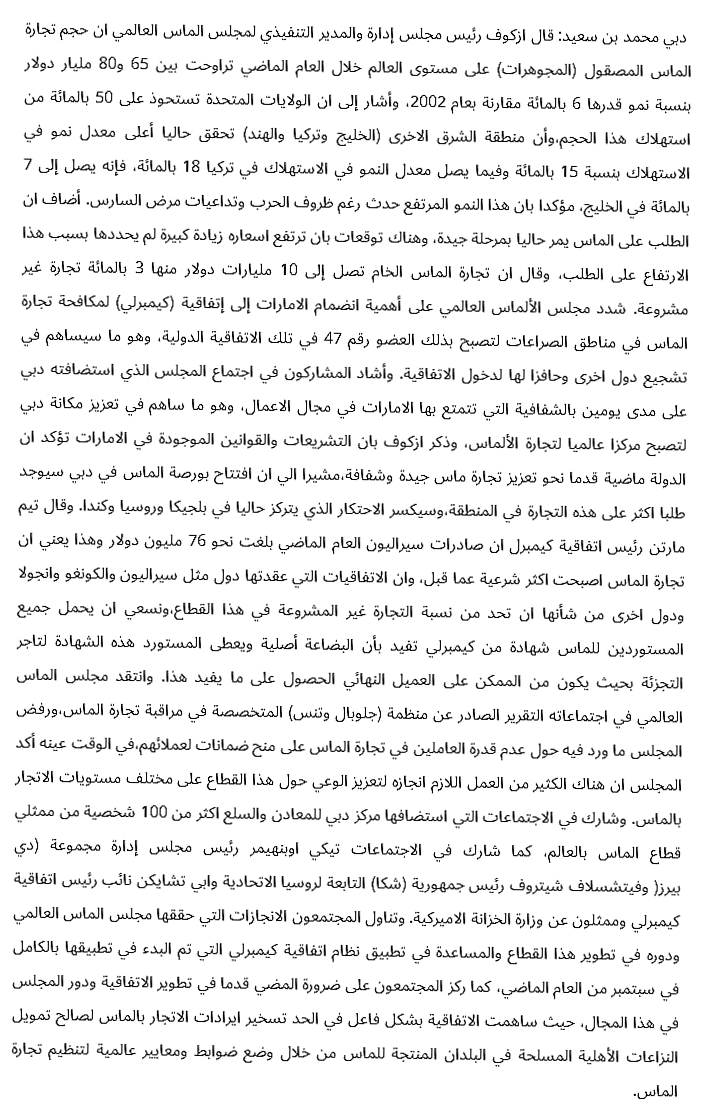 دبي محمد بن سعيد: قال ازكوف رئيس مجلس إدارة والمدير التنفيذي لمجلس الماس العالمي ان حجم تجارة
الماس المصقول (المجوهرات) على مستوى العالم خلال العام الماضي تراوحت بين 65 و80 مليار دولار
بنسبة نمو قدرها 6 بالمائة مقارنة بعام 2002، وأشار إلى ان الولايات المتحدة تستحوذ على 50 بالمائة من
استهلاك هذا الحجم،وأن منطقة الشرق الاخرى (الخليج وتركيا والهند) تحقق حاليا أعلى معدل نمو في
الاستهلاك بنسبة 15 بالمائة وفيما يصل معدل النمو في الاستهلاك في تركيا 18 بالمائة، فإنه يصل إلى 7
بالمائة في الخليج، مؤكدا بان هذا النمو المرتفع حدث رغم ظروف الحرب وتداعيات مرض السارس. أضاف ان
الطلب على الماس يمر حاليا بمرحلة جيدة، وهناك توقعات بان ترتفع اسعاره زيادة كبيرة لم يحددها بسبب هذا
الارتفاع على الطلب، وقال ان تجارة الماس الخام تصل إلى 10 مليارات دولار منها 3 بالمائة تجارة غير
مشروعة. شدد مجلس الألماس العالمي على أهمية انضمام الامارات إلى إتفاقية (كيمبرلي) لمكافحة تجارة
الماس في مناطق الصراعات لتصبح بذلك العضو رقم 47 في تلك الاتفاقية الدولية، وهو ما سيساهم في
تشجيع دول اخرى وحافزا لها لدخول الاتفاقية. وأشاد المشاركون في اجتماع المجلس الذي استضافته دبي
على مدى يومين بالشفافية التي تتمتع بها الامارات في مجال الاعمال، وهو ما ساهم في تعزيز مكانة دبي
لتصبح مركزا عالميا لتجارة الألماس، وذكر ازكوف بان التشريعات والقوانين الموجودة في الامارات تؤكد ان
الدولة ماضية قدما نحو تعزيز تجارة ماس جيدة وشفافة،مشيرا الي ان افتتاح بورصة الماس في دبي سيوجد
طلبا اكثر على هذه التجارة في المنطقة،وسيكسر الاحتكار الذي يتركز حاليا في بلجيكا وروسيا وكندا. وقال تيم
مارتن رئيس اتفاقية كيمبرل ان صادرات سيراليون العام الماضي بلغت نحو 76 مليون دولار وهذا يعني ان
تجارة الماس اصبحت اكثر شرعية عما قبل، وان الاتفاقيات التي عقدتها دول مثل سيراليون والكونغو وانجولا
ودول اخرى من شأنها ان تحد من نسبة التجارة غير المشروعة في هذا القطاع،ونسعي ان يحمل جميع
المستوردين للماس شهادة من كيمبرلي تفيد بأن البضاعة أصلية ويعطى المستورد هذه الشهادة لتاجر
التجزئة بحيث يكون من الممكن على العميل النهائي الحصول على ما يفيد هذا. وانتقد مجلس الماس
العالمي في اجتماعاته التقرير الصادر عن منظمة (جلوبال وتنس) المتخصصة في مراقبة تجارة الماس،ورفض
المجلس ما ورد فيه حول عدم قدرة العاملين في تجارة الماس على منح ضمانات لعملائهم،في الوقت عينه أكد
المجلس ان هناك الكثير من العمل اللازم انجازه لتعزيز الوعي حول هذا القطاع على مختلف مستويات الاتجار
بالماس. وشارك في الاجتماعات التي استضافها مركز دبي للمعادن والسلع اكثر من 100 شخصية من ممثلي
قطاع الماس بالعالم، كما شارك في الاجتماعات تيكي اوبنهيمر رئيس مجلس إدارة مجموعة (دي
بيرز( وفيتشسلاف شيتروف رئيس جمهورية (شكا) التابعة لروسيا الاتحادية وابي تشايكن نائب رئيس اتفاقية
كيمبرلي وممثلون عن وزارة الخزانة الاميركية. وتناول المجتمعون الانجازات التي حققها مجلس الماس العالمي
ودوره في تطوير هذا القطاع والمساعدة في تطبيق نظام اتفاقية كيمبرلي التي تم البدء في تطبيقها بالكامل
في سبتمبر من العام الماضي، كما ركز المجتمعون على ضرورة المضي قدما في تطوير الاتفاقية ودور المجلس
في هذا المجال، حيث ساهمت الاتفاقية بشكل فاعل في الحد تسخير ايرادات الاتجار بالماس لصالح تمويل
النزاعات الأهلية المسلحة في البلدان المنتجة للماس من خلال وضع ضوابط ومعايير عالمية لتنظيم تجارة
الماس.